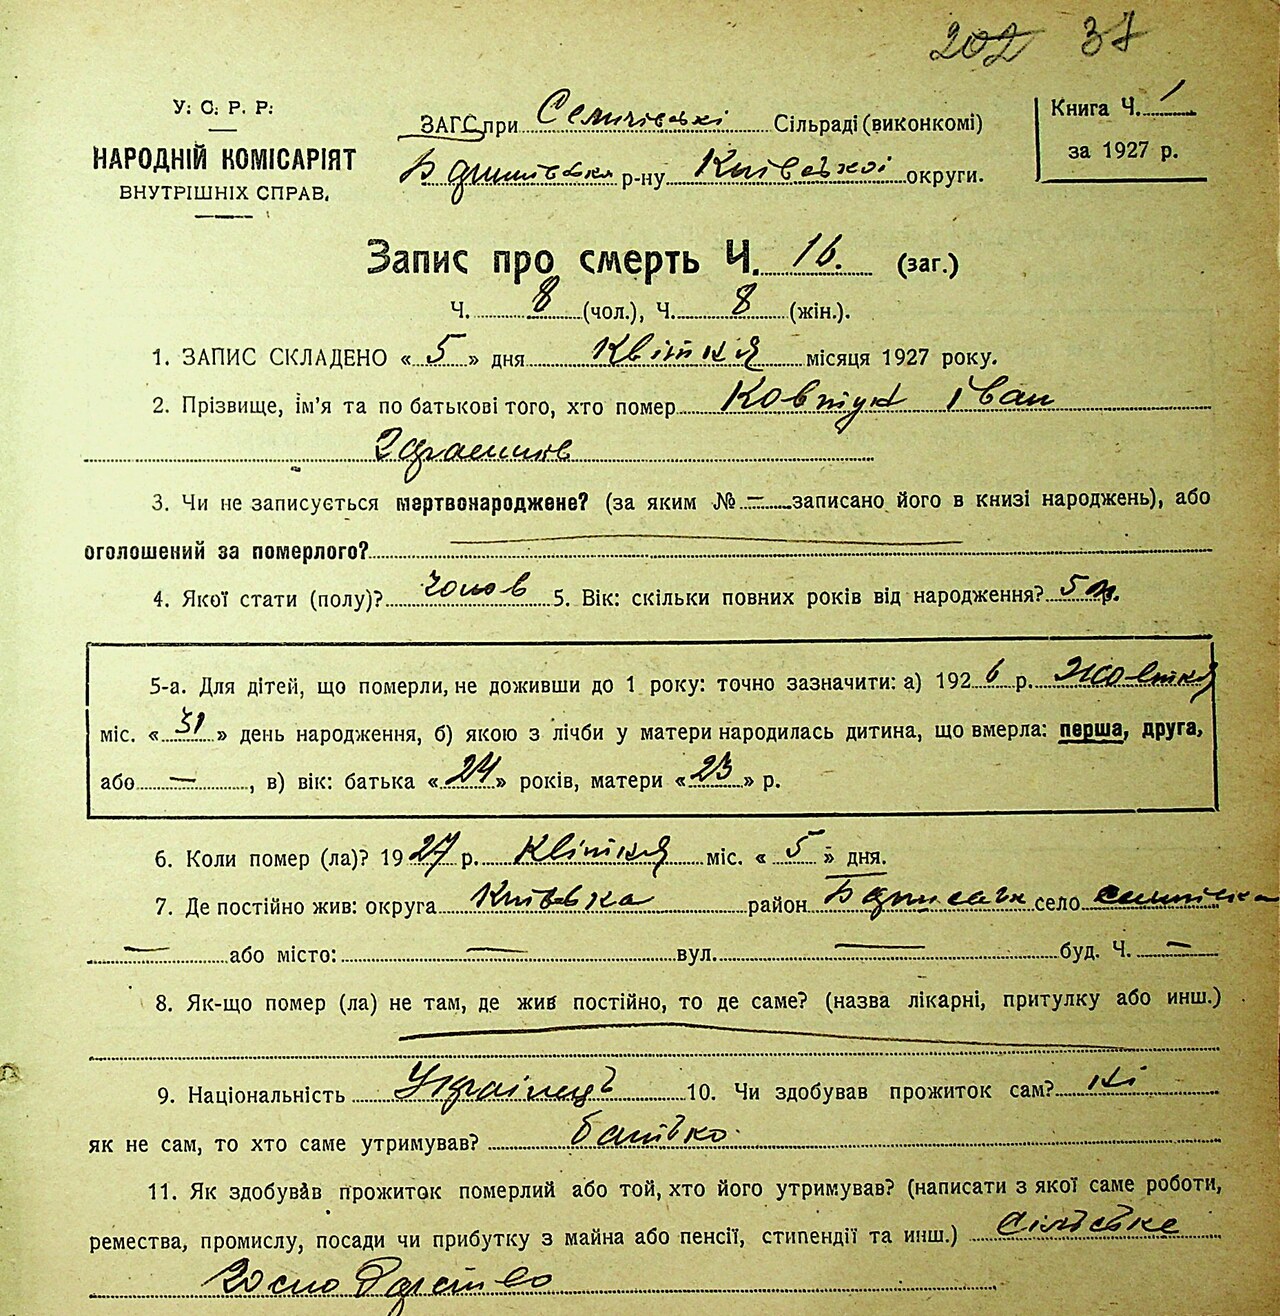 202 37
У. С. Р. Р.
НАРОДНІЙ КОМІСАРІЯТ
ВНУТРІШНІХ СПРАВ.
ЗАГС при Семичівські Сільраді (виконкомі)
р-ну Київської округи.
Книга Ч. 1
за 1927 р.
Запис про смерть Ч. 16. (заг.)
Ч. 8 (чол.), Ч. 8 (жін.).
1. ЗАПИС СКЛАДЕНО « 5 » дня Квітня місяця 1927 року.
2. Прізвище, ім'я та по батькові того, хто помер Ковтун Іван
3. Чи не записується мертвонароджене? (за яким № — записано його в книзі народжень), або
оголошений за померлого?
4. Якої стати (полу)? чолов 5. Вік: скільки повних років від народження? 5 м.
5-а. Для дітей, що померли, не доживши до 1 року: точно зазначити: а) 1926 р. Жовтня
міс. « 31 » день народження, б) якою з лічби у матери народилась дитина, що вмерла: перша, друга,
або — , в) вік: батька « 24 » років, матери « 23 » р.
6. Коли помер (ла)? 1927 р. Квітня міс. « 5 » дня.
7. Де постійно жив: округа Київська район село
— або місто: — вул. — буд. Ч. —
8. Як-що помер (ла) не там, де жив постійно, то де саме? (назва лікарні, притулку або инш.)
9. Національність Українець 10. Чи здобував прожиток сам? ні
як не сам, то хто саме утримував? батько
11. Як здобував прожиток померлий або той, хто його утримував? (написати з якої саме роботи,
ремества, промислу, посади чи прибутку з майна або пенсії, стипендії та инш.) сільське
господарство